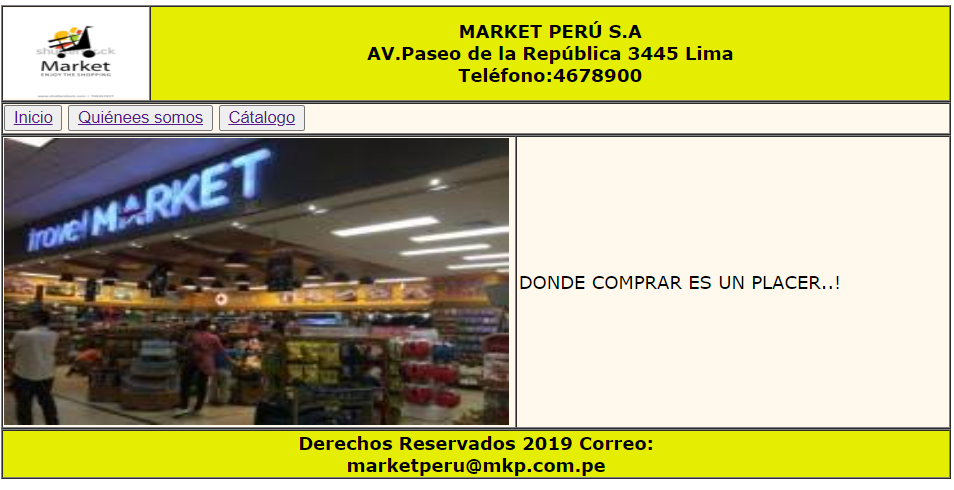 shutterstock
Market
ENJOY THE SHOPPING
MARKET PERÚ S.A
AV.Paseo de la República 3445 Lima
Teléfono:4678900
Inicio Quiénees somos Cátalogo
travel MARKET
DONDE COMPRAR ES UN PLACER..!
Derechos Reservados 2019 Correo:
marketperu@mkp.com.pe